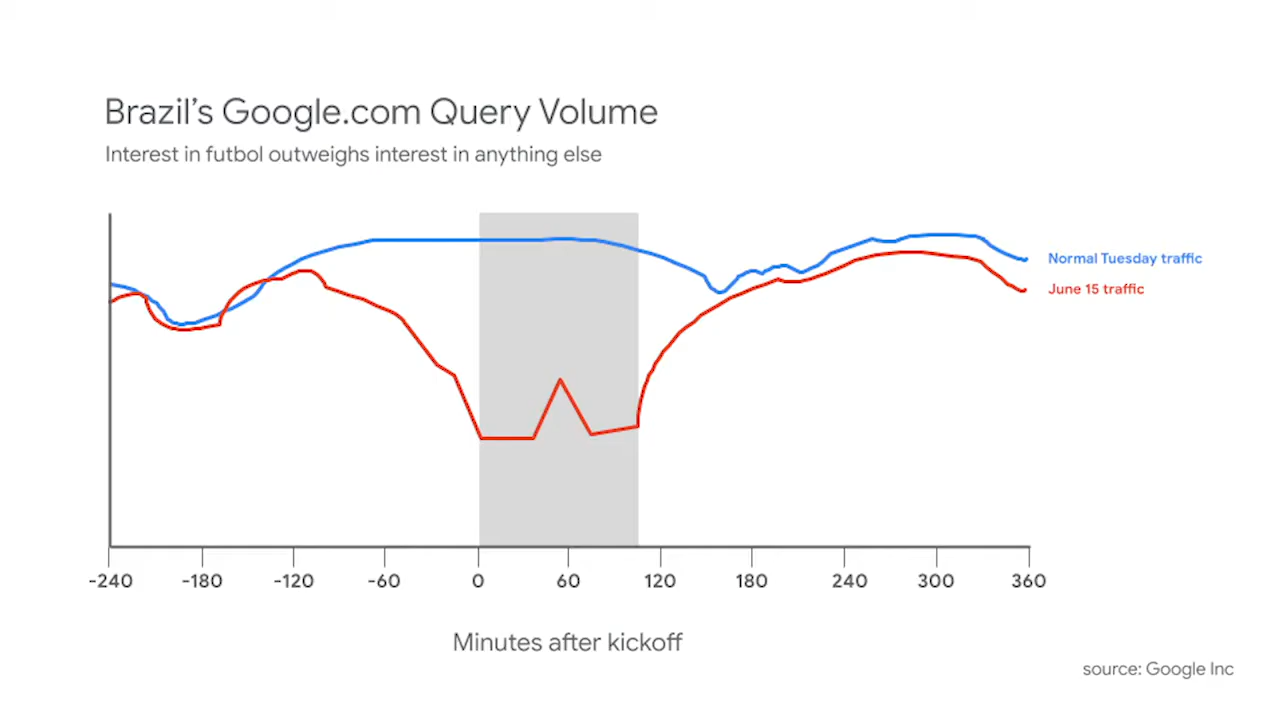 Brazil's Google.com Query Volume
Interest in futbol outweighs interest in anything else
Normal Tuesday traffic
June 15 traffic
-240 -180 -120 -60 0 60 120 180 240 300 360
Minutes after kickoff
source: Google Inc